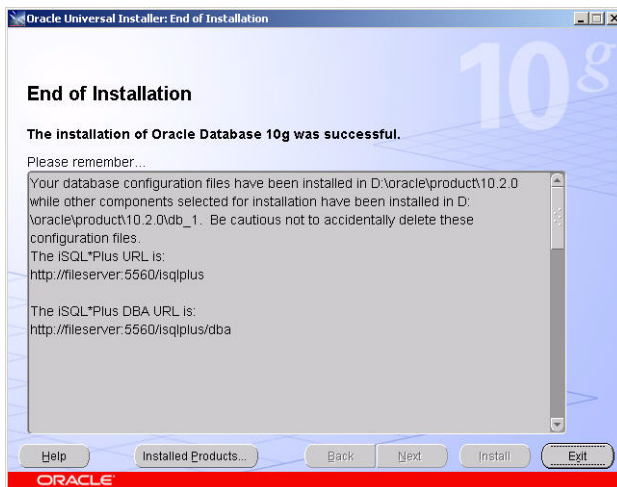 Oracle Universal Installer: End of Installation
10g
End of Installation
The installation of Oracle Database 10g was successful.
Please remember...
Your database configuration files have been installed in D:\oracle\product\10.2.0
while other components selected for installation have been installed in D:
\oracle\product\10.2.0\db_1.  Be cautious not to accidentally delete these
configuration files.
The iSQL*Plus URL is:
http://fileserver:5560/isqlplus
The iSQL*Plus DBA URL is:
http://fileserver:5560/isqlplus/dba
Help Installed Products... Back Next Install Exit
ORACLE